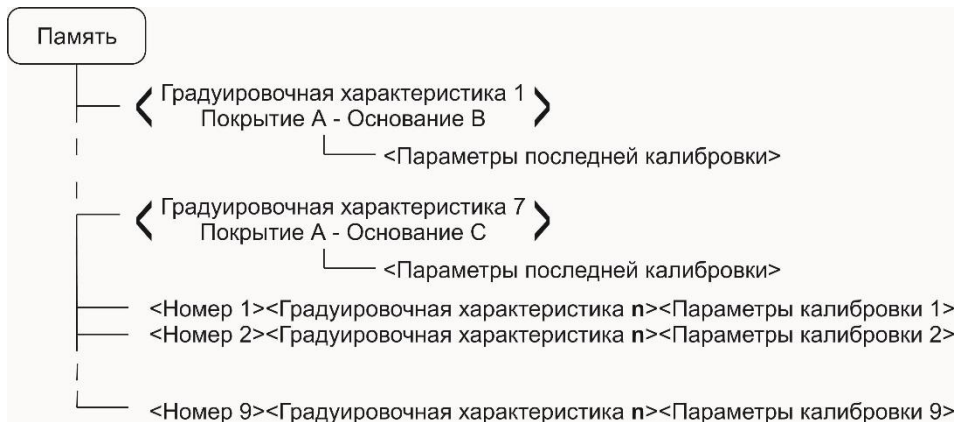 Память
Градуировочная характеристика 1
Покрытие А - Основание В
<Параметры последней калибровки>
Градуировочная характеристика 7
Покрытие А - Основание С
<Параметры последней калибровки>
<Номер 1><Градуировочная характеристика n><Параметры калибровки 1>
<Номер 2><Градуировочная характеристика n><Параметры калибровки 2>
<Номер 9><Градуировочная характеристика n><Параметры калибровки 9>